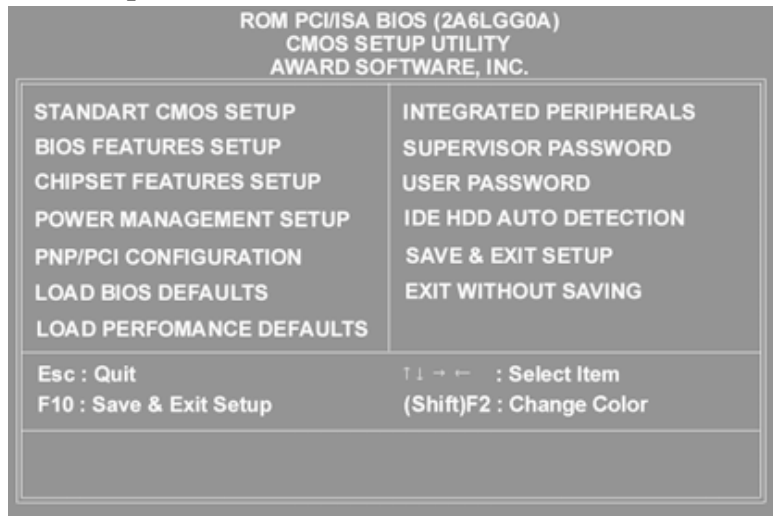 ROM PCI/ISA BIOS (2A6LGG0A)
CMOS SETUP UTILITY
AWARD SOFTWARE, INC.
STANDART CMOS SETUP
BIOS FEATURES SETUP
CHIPSET FEATURES SETUP
POWER MANAGEMENT SETUP
PNP/PCI CONFIGURATION
LOAD BIOS DEFAULTS
LOAD PERFOMANCE DEFAULTS
INTEGRATED PERIPHERALS
SUPERVISOR PASSWORD
USER PASSWORD
IDE HDD AUTO DETECTION
SAVE & EXIT SETUP
EXIT WITHOUT SAVING
Esc : Quit
F10 : Save & Exit Setup
↑↓→← : Select Item
(Shift)F2 : Change Color